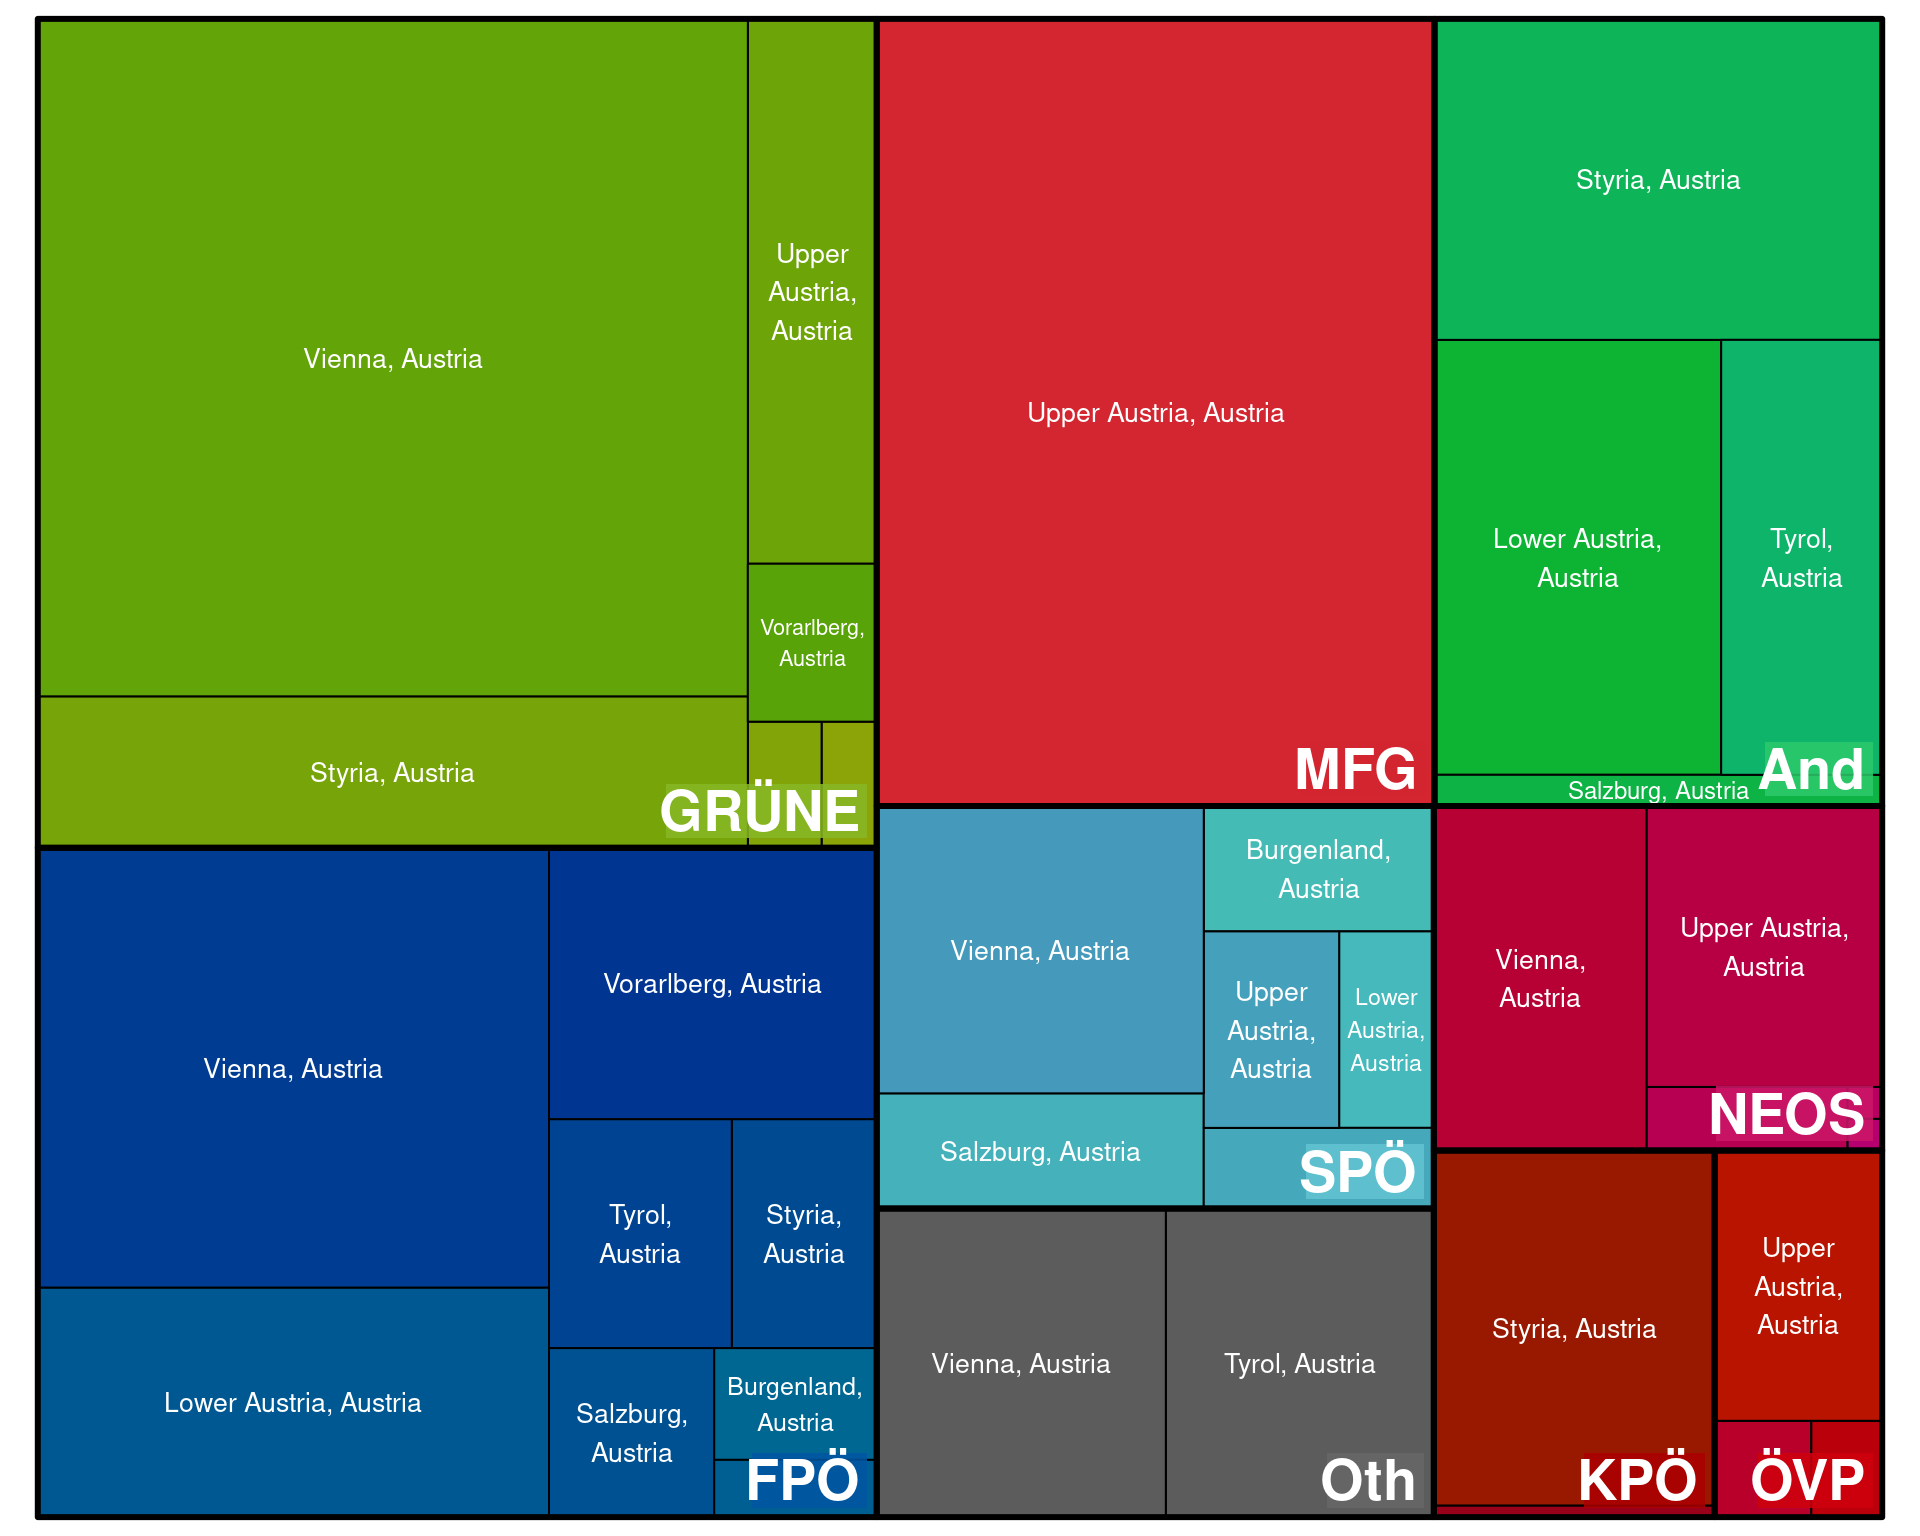 Vienna, Austria
Upper
Austria,
Austria
Vorarlberg,
Austria
Styria, Austria
GRÜNE
Upper Austria, Austria
MFG
Styria, Austria
Lower Austria,
Austria
Tyrol,
Austria
Salzburg, Austria
And
Vienna, Austria
Vorarlberg, Austria
Tyrol,
Austria
Styria,
Austria
Lower Austria, Austria
Salzburg,
Austria
Burgenland,
Austria
FPÖ
Vienna, Austria
Burgenland,
Austria
Upper
Austria,
Austria
Lower
Austria,
Austria
Salzburg, Austria
SPÖ
Vienna, Austria
Tyrol, Austria
Oth
Vienna,
Austria
Upper Austria,
Austria
NEOS
Styria, Austria
KPÖ
Upper
Austria,
Austria
ÖVP